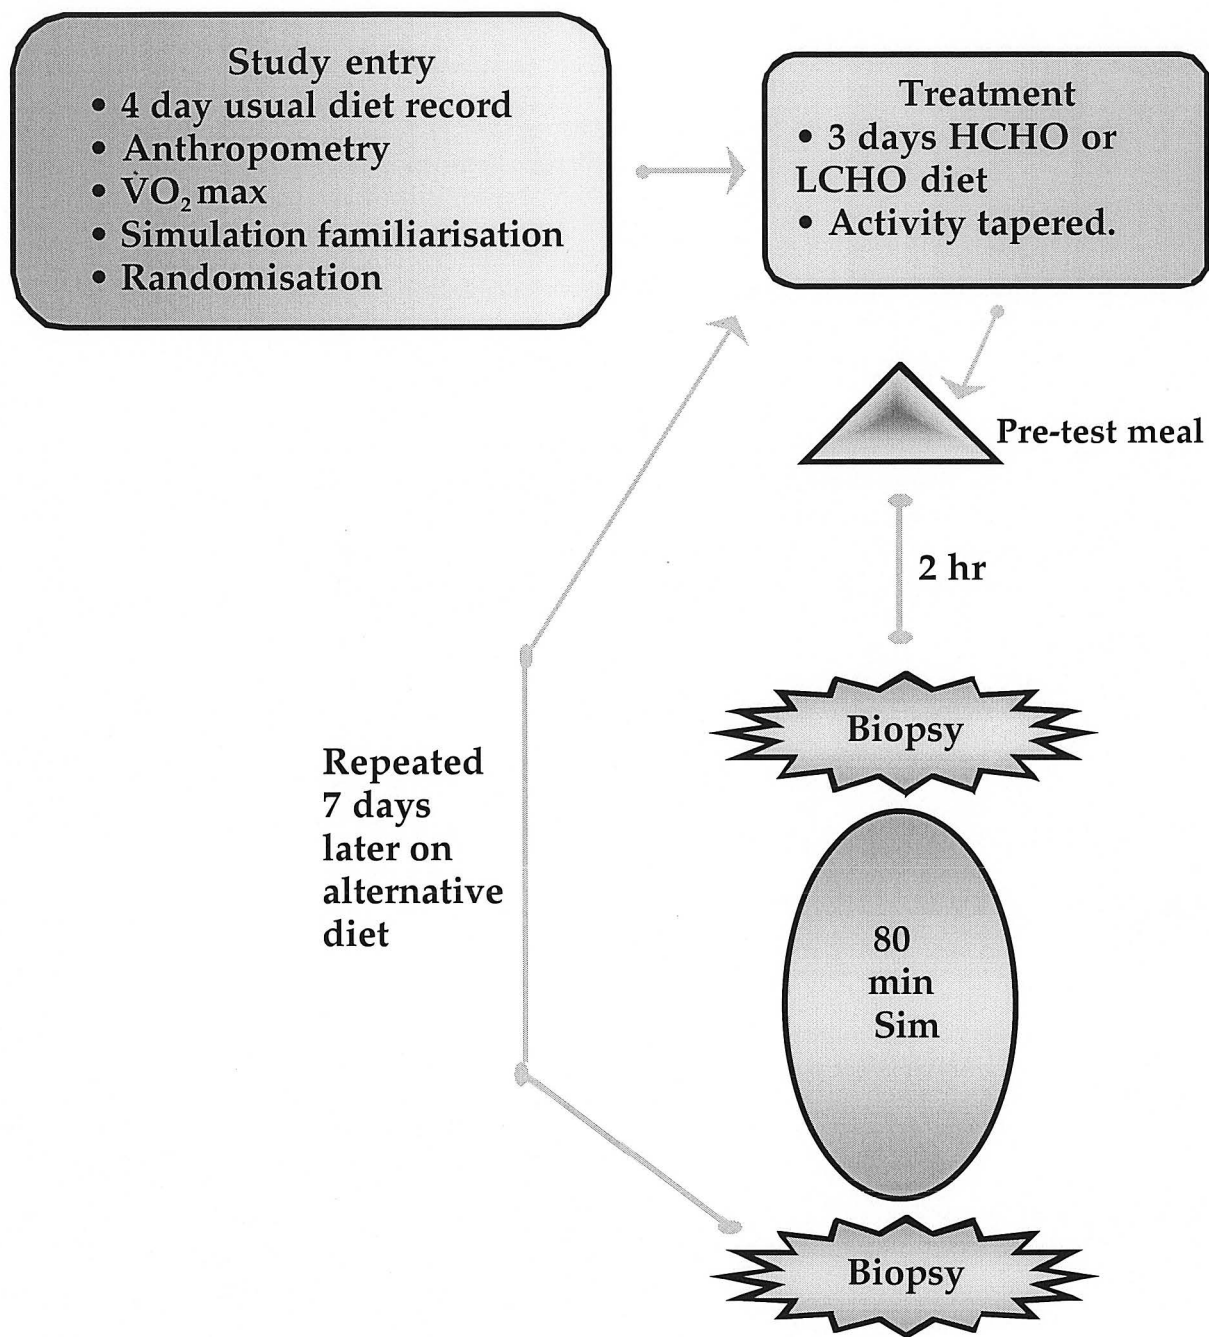 Study entry
• 4 day usual diet record
• Anthropometry
• V̇O₂ max
• Simulation familiarisation
• Randomisation
Treatment
• 3 days HCHO or
LCHO diet
• Activity tapered.
Pre-test meal
2 hr
Biopsy
Repeated
7 days
later on
alternative
diet
80
min
Sim
Biopsy